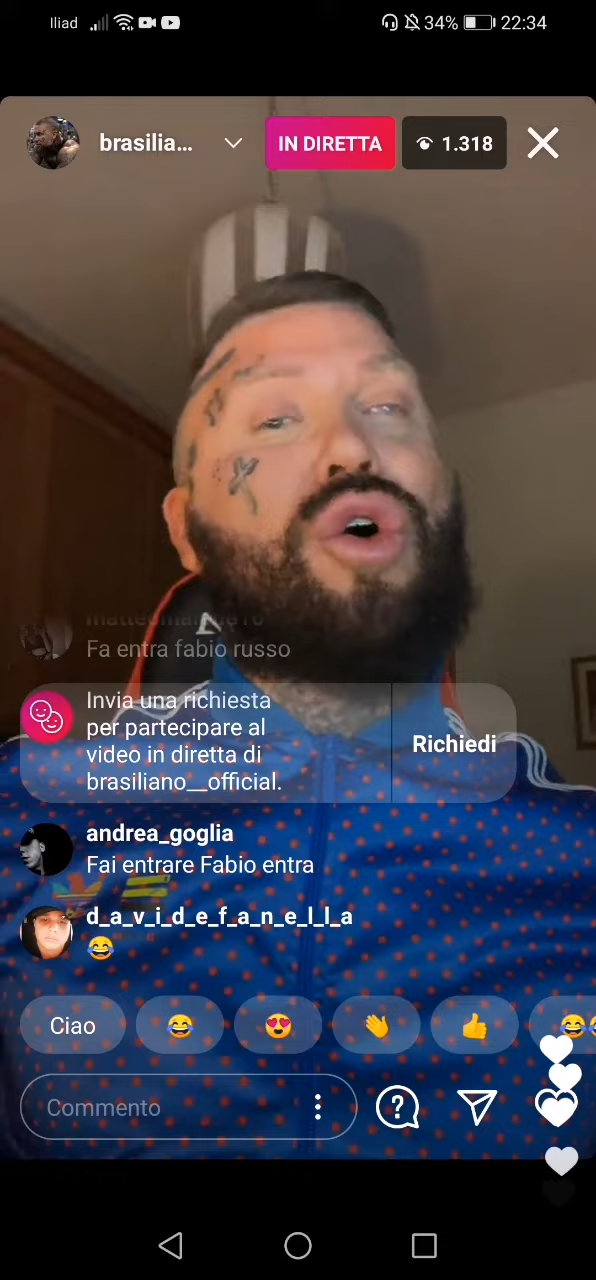 Iliad
34%
22:34
brasilia...
IN DIRETTA
1.318
Fa entra fabio russo
Invia una richiesta
per partecipare al
video in diretta di
brasiliano__official.
Richiedi
andrea_goglia
Fai entrare Fabio entra
d_a_v_i_d_e_f_a_n_e_l_l_a
😂
Ciao
😂
😍
👋
👍
😂
Commento